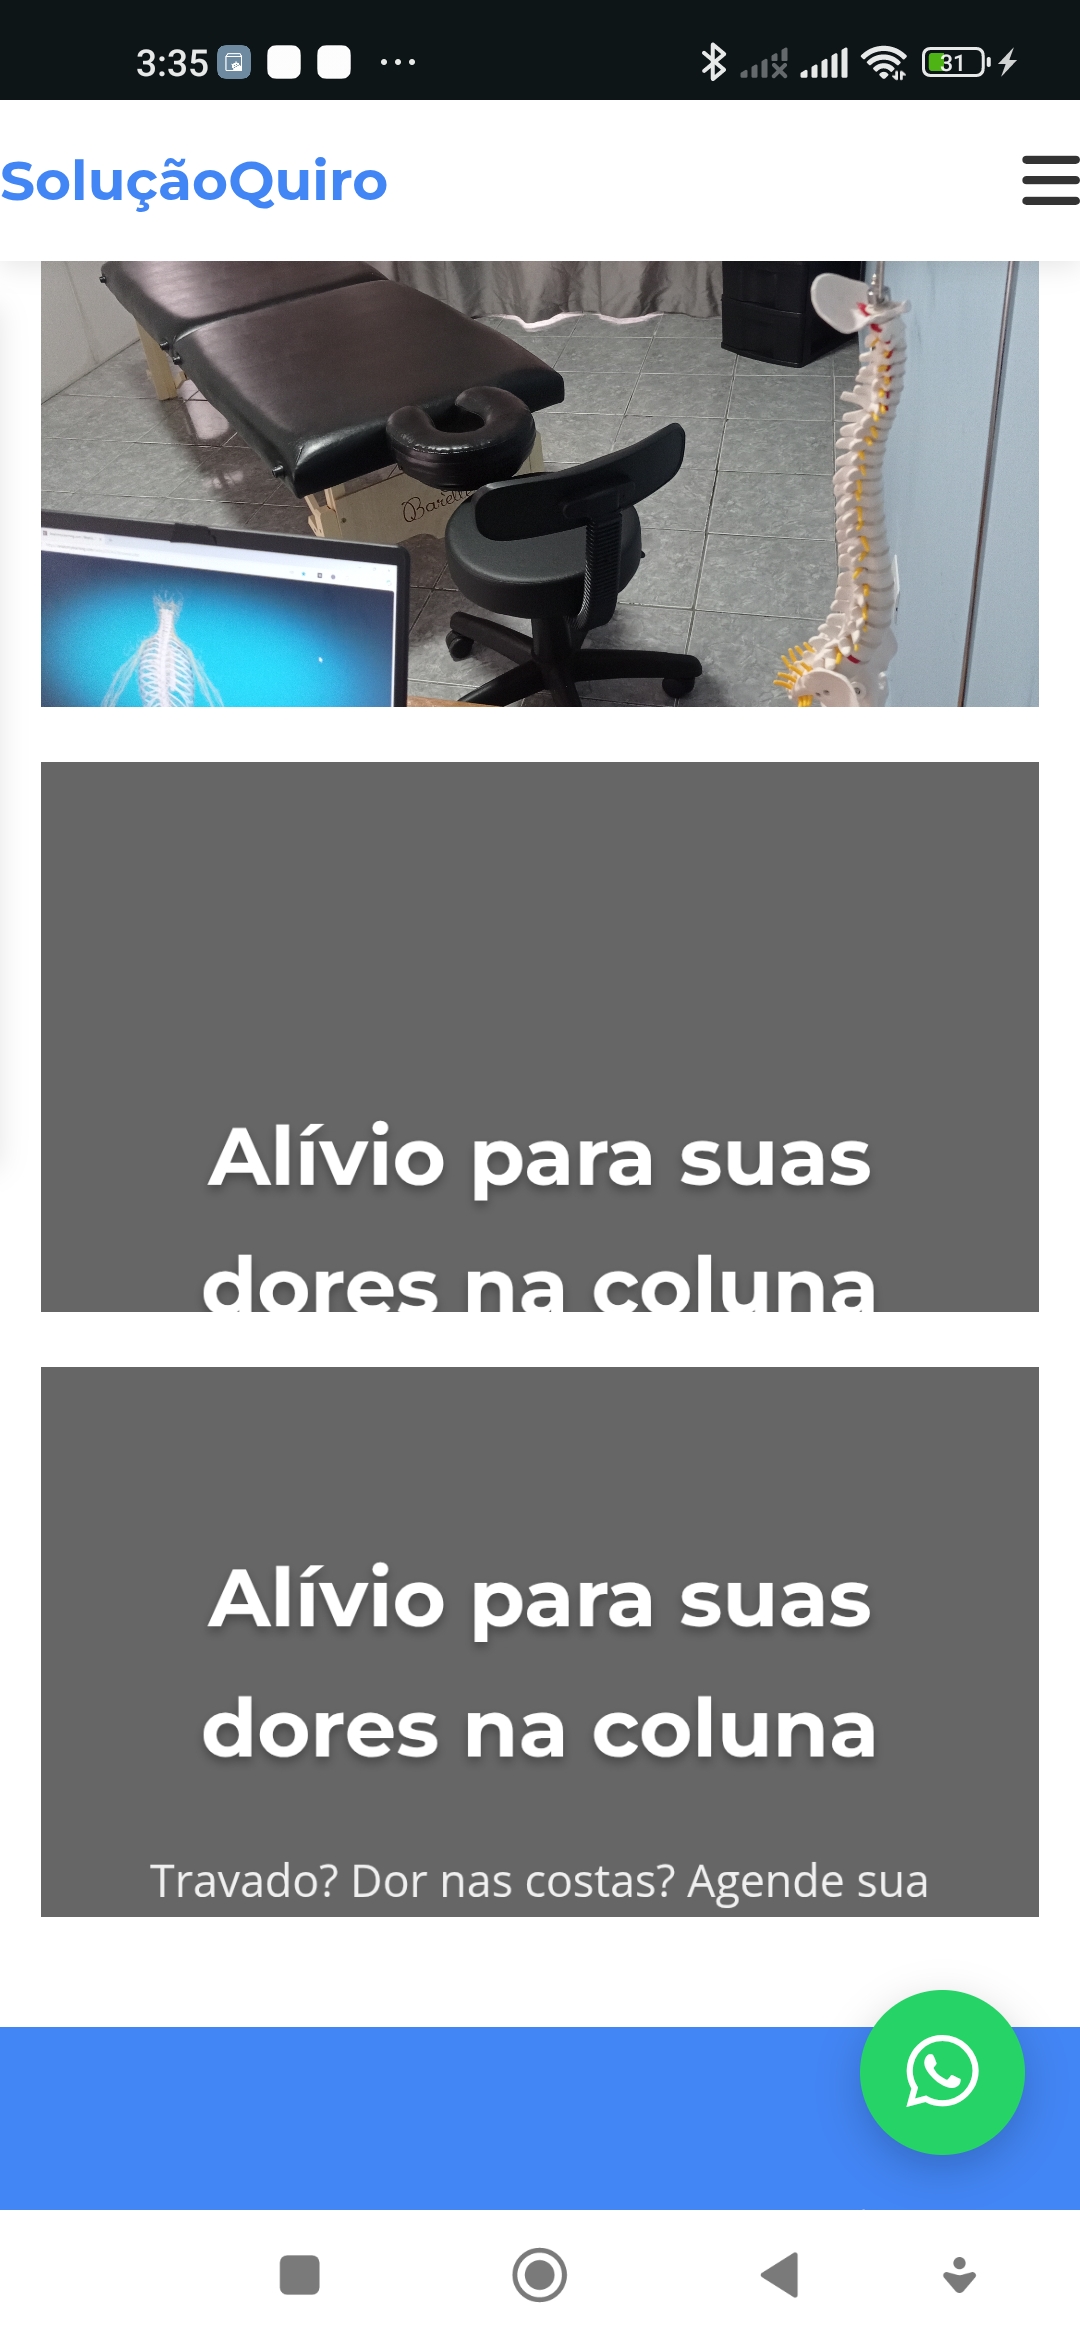 3:35
31
SoluçãoQuiro
Alívio para suas
dores na coluna
Alívio para suas
dores na coluna
Travado? Dor nas costas? Agende sua